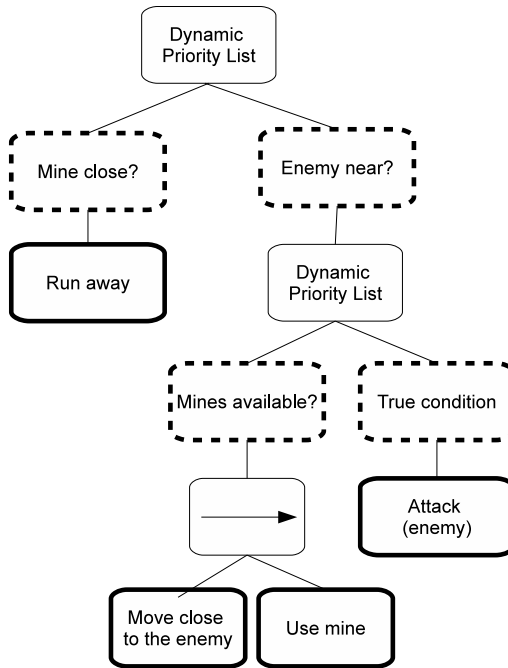 Dynamic
Priority List
Mine close?
Enemy near?
Run away
Dynamic
Priority List
Mines available?
True condition
Attack
(enemy)
Move close
to the enemy
Use mine